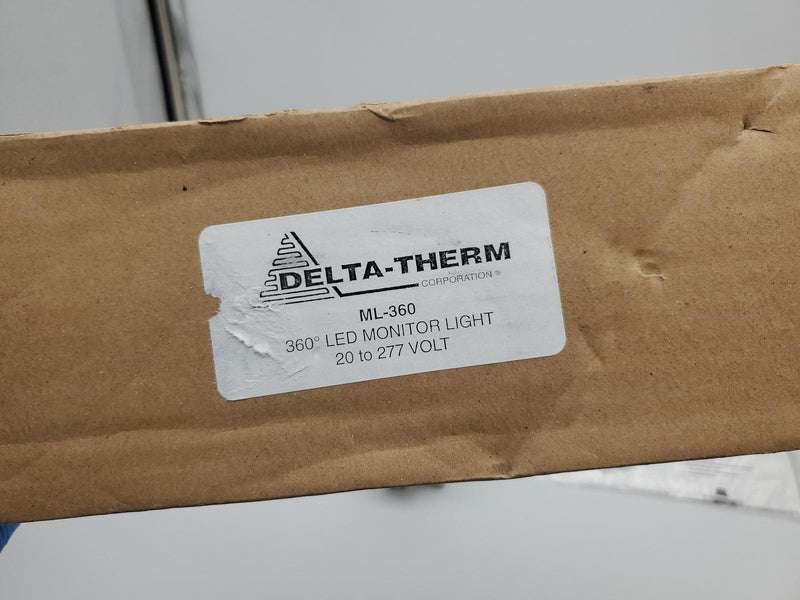 DELTA-THERM
CORPORATION ®
ML-360
360° LED MONITOR LIGHT
20 to 277 VOLT